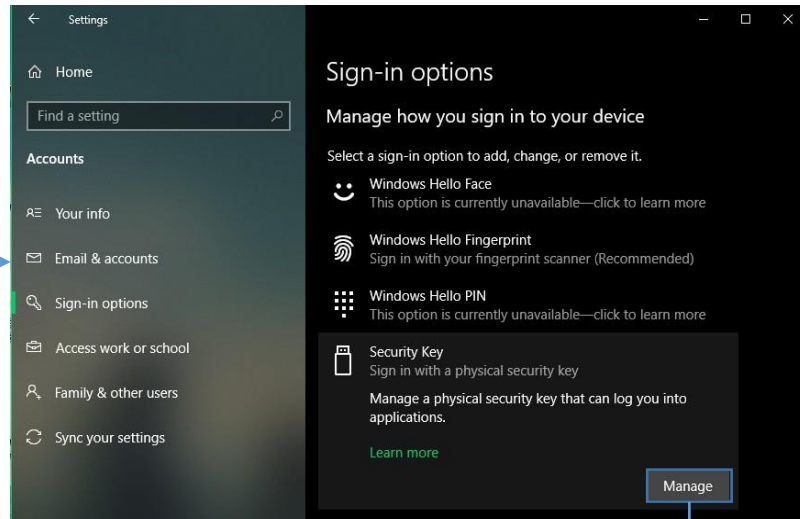 Settings
Home
Find a setting
Accounts
Your info
Email & accounts
Sign-in options
Access work or school
Family & other users
Sync your settings
Sign-in options
Manage how you sign in to your device
Select a sign-in option to add, change, or remove it.
Windows Hello Face
This option is currently unavailable—click to learn more
Windows Hello Fingerprint
Sign in with your fingerprint scanner (Recommended)
Windows Hello PIN
This option is currently unavailable—click to learn more
Security Key
Sign in with a physical security key
Manage a physical security key that can log you into
applications.
Learn more
Manage